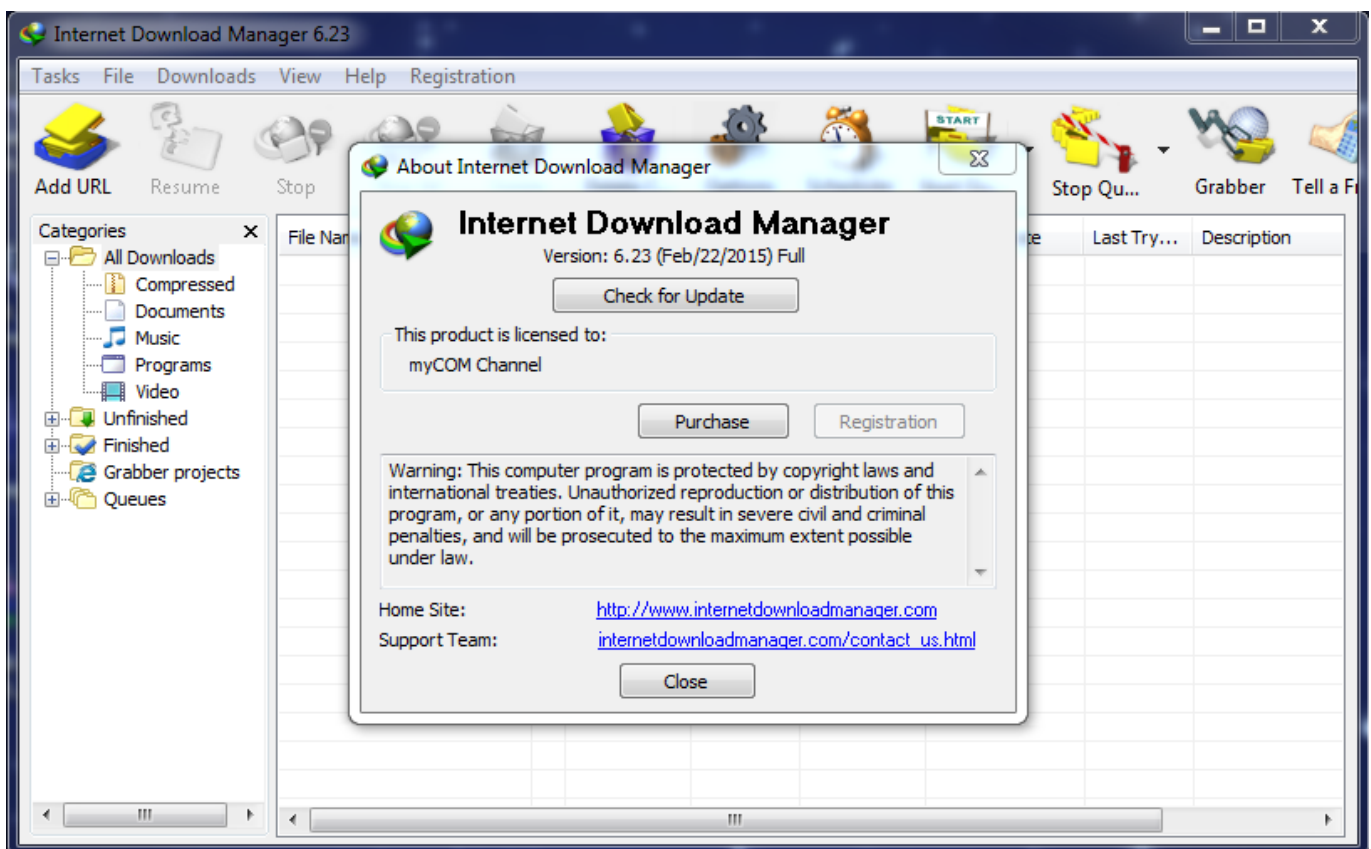 Internet Download Manager 6.23
Tasks File Downloads View Help Registration
START
Add URL Resume Stop Stop Qu... Grabber Tell a Fr
Categories
All Downloads
Compressed
Documents
Music
Programs
Video
Unfinished
Finished
Grabber projects
Queues
File Nar Last Try... Description
About Internet Download Manager
Internet Download Manager
Version: 6.23 (Feb/22/2015) Full
Check for Update
This product is licensed to:
myCOM Channel
Purchase Registration
Warning: This computer program is protected by copyright laws and
international treaties. Unauthorized reproduction or distribution of this
program, or any portion of it, may result in severe civil and criminal
penalties, and will be prosecuted to the maximum extent possible
under law.
Home Site: http://www.internetdownloadmanager.com
Support Team: internetdownloadmanager.com/contact_us.html
Close